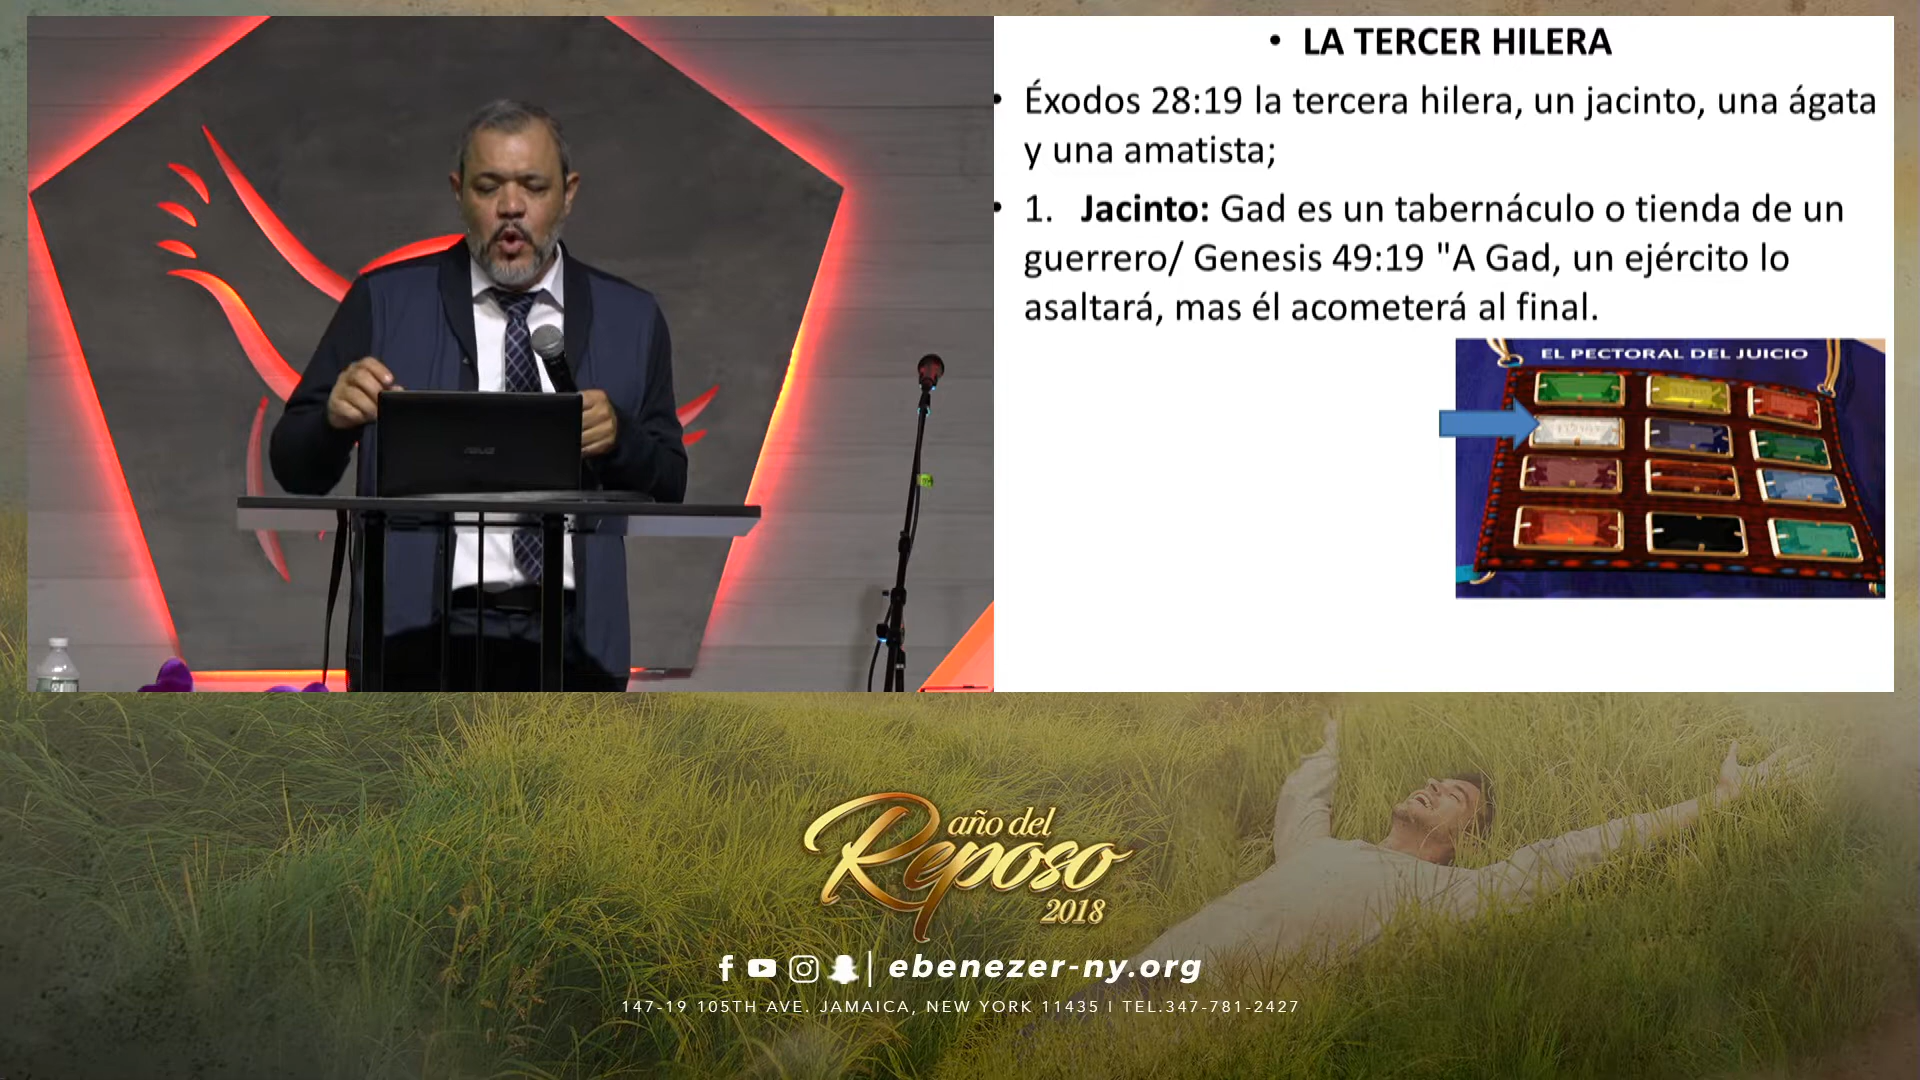 • LA TERCER HILERA
• Éxodos 28:19 la tercera hilera, un jacinto, una ágata
y una amatista;
• 1. Jacinto: Gad es un tabernáculo o tienda de un
guerrero/ Genesis 49:19 "A Gad, un ejército lo
asaltará, mas él acometerá al final.
EL PECTORAL DEL JUICIO
ASUS
año del
Reposo
2018
ebenezer-ny.org
147-19 105TH AVE. JAMAICA, NEW YORK 11435 | TEL.347-781-2427